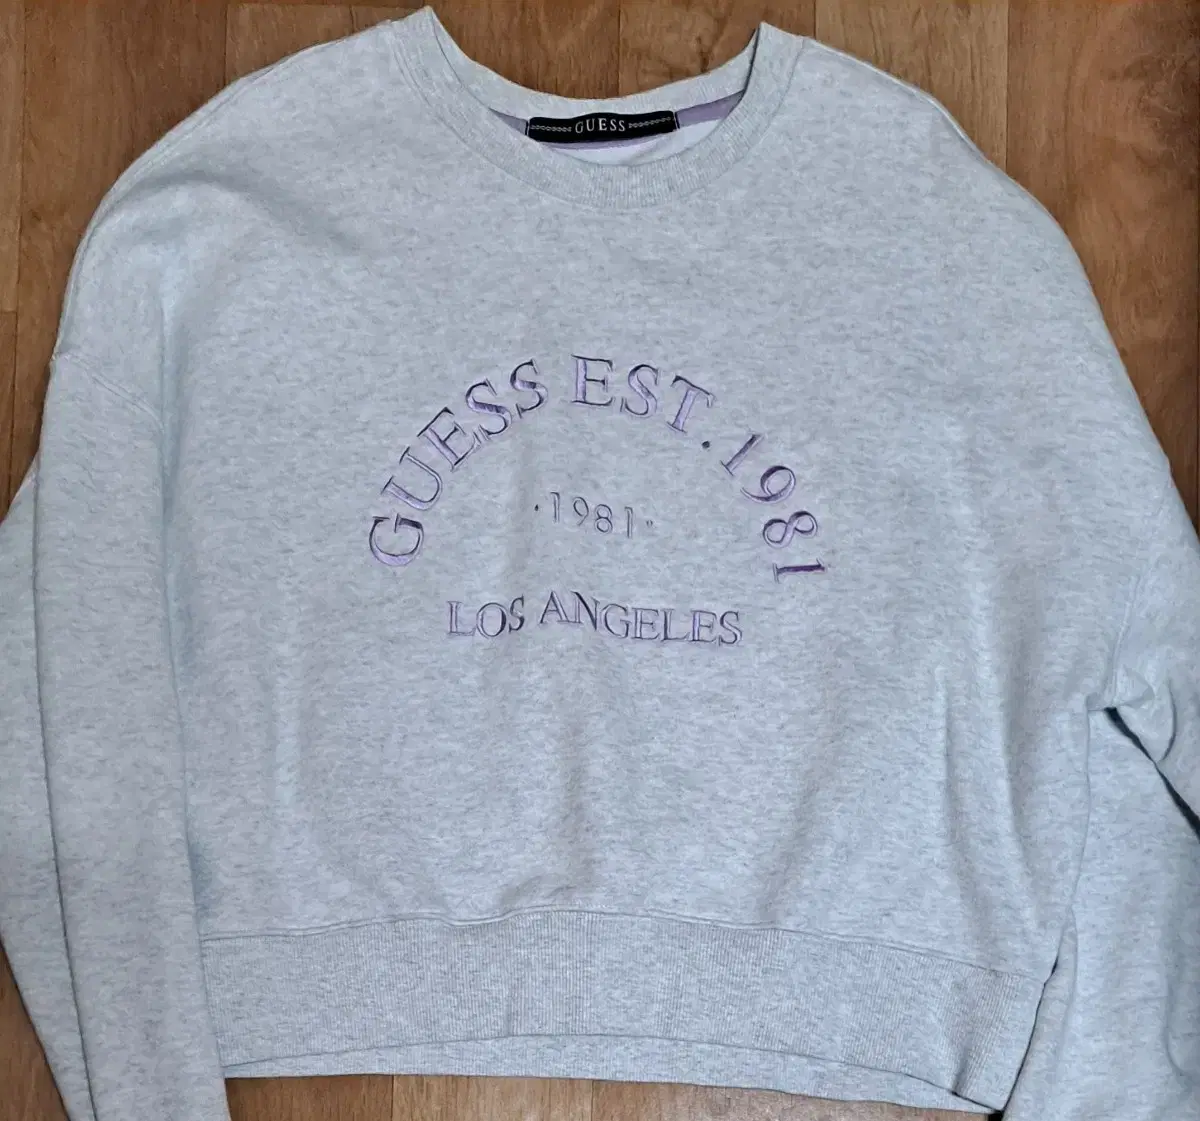 GUESS
GUESS EST. 1981
·1981·
LOS ANGELES